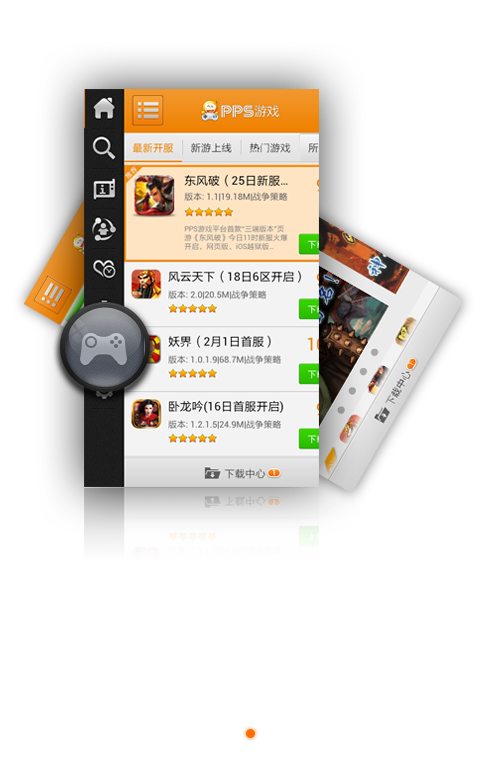 PPS游戏
最新开服
新游上线
热门游戏
所
推荐
东风破（25日新服...
版本: 1.1|19.18M|战争策略
PPS游戏平台首款“三端版本”页
游《东风破》今日11时新服火爆
开启，网页版、iOS越狱版...
下
风云天下（18日6区开启）
版本: 2.0|20.5M|战争策略
下
妖界（2月1日首服）
版本: 1.0.1.9|68.7M|战争策略
10
下
卧龙吟(16日首服开启)
版本: 1.2.1.5|24.9M|战争策略
下
下载中心 1
下载中心 1